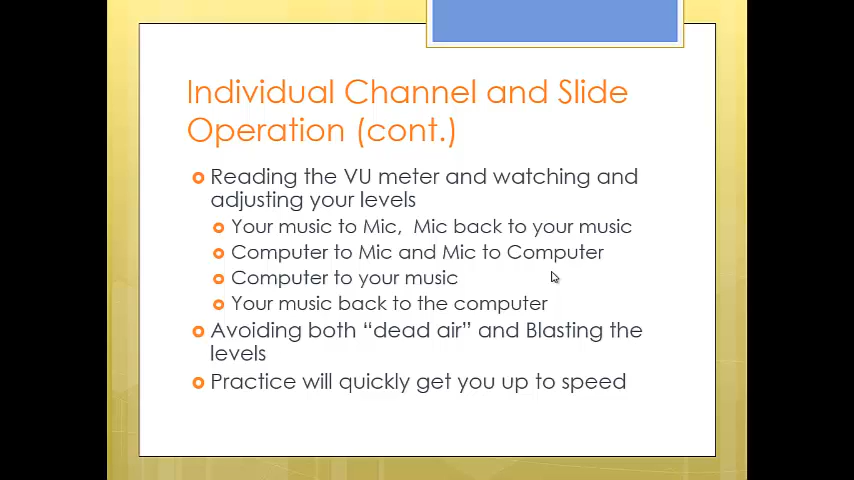 Individual Channel and Slide
Operation (cont.)
Reading the VU meter and watching and
adjusting your levels
Your music to Mic,  Mic back to your music
Computer to Mic and Mic to Computer
Computer to your music
Your music back to the computer
Avoiding both “dead air” and Blasting the
levels
Practice will quickly get you up to speed